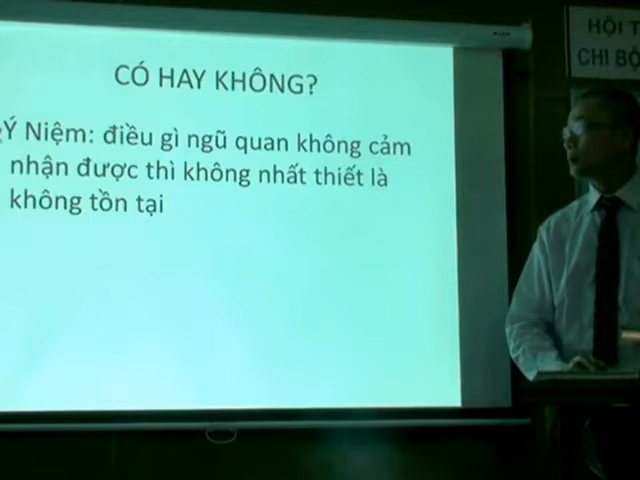 CÓ HAY KHÔNG?
Ý Niệm: điều gì ngũ quan không cảm
nhận được thì không nhất thiết là
không tồn tại
HỘI T
CHI BỘ